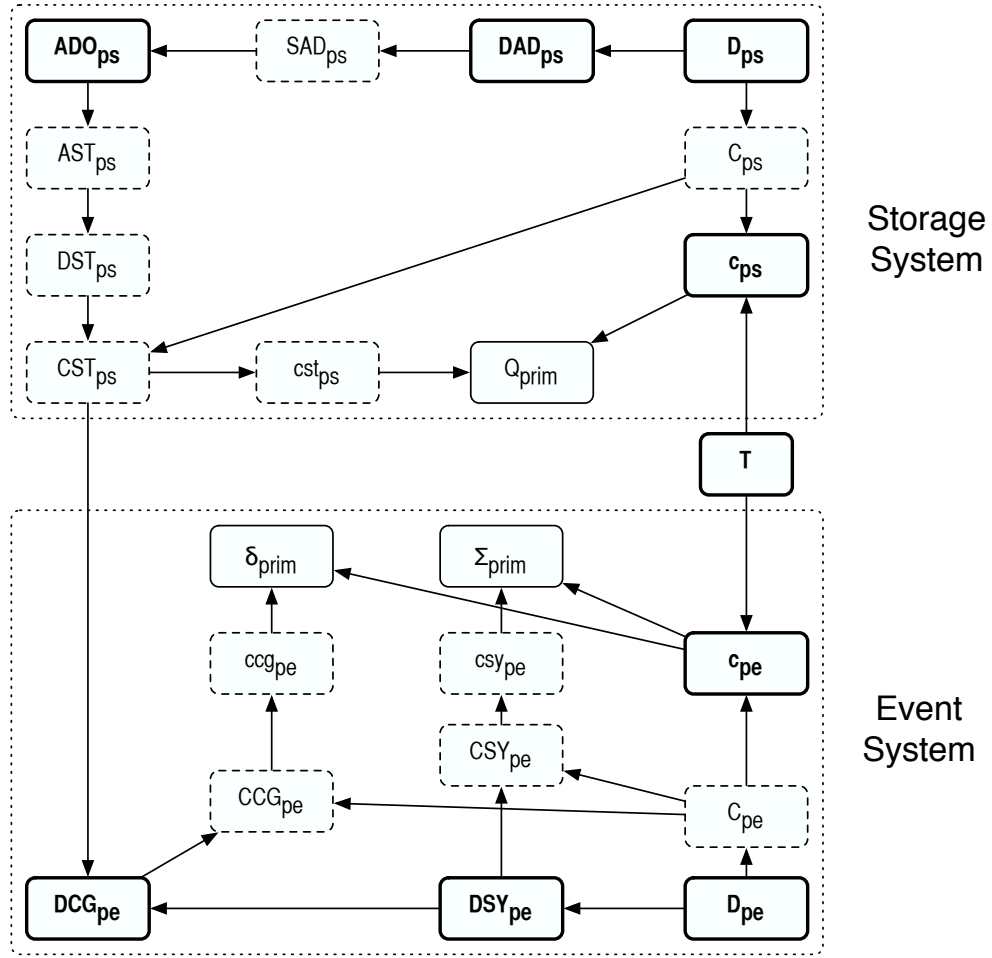 ADOps
SADps
DADps
Dps
ASTps
Cps
Storage
System
DSTps
cps
CSTps
cstps
Qprim
T
δprim
Σprim
ccgpe
csype
cpe
Event
System
CSYpe
CCGpe
Cpe
DCGpe
DSYpe
Dpe